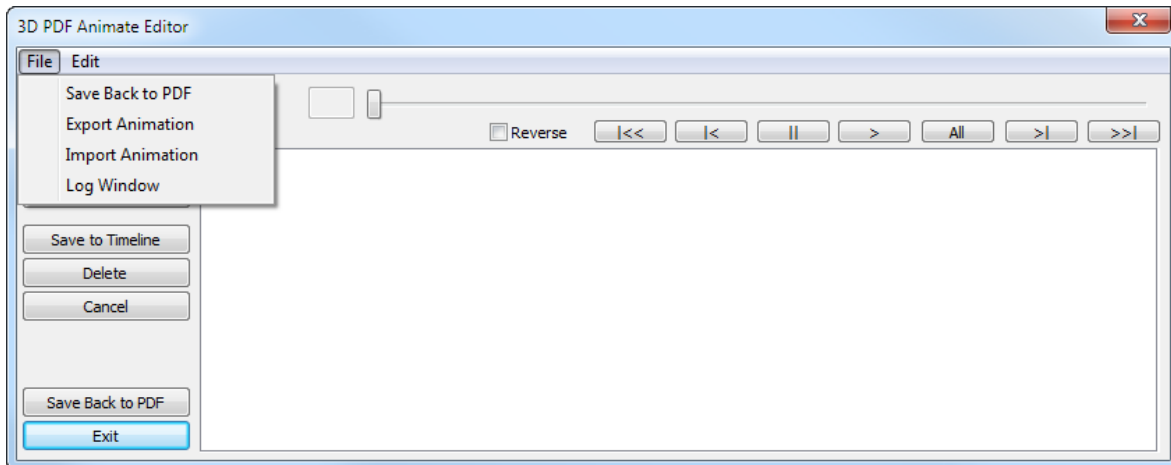 3D PDF Animate Editor
x
File Edit
Save Back to PDF
Export Animation
Import Animation
Log Window
Reverse |<< |< || > All >| >>|
Save to Timeline
Delete
Cancel
Save Back to PDF
Exit